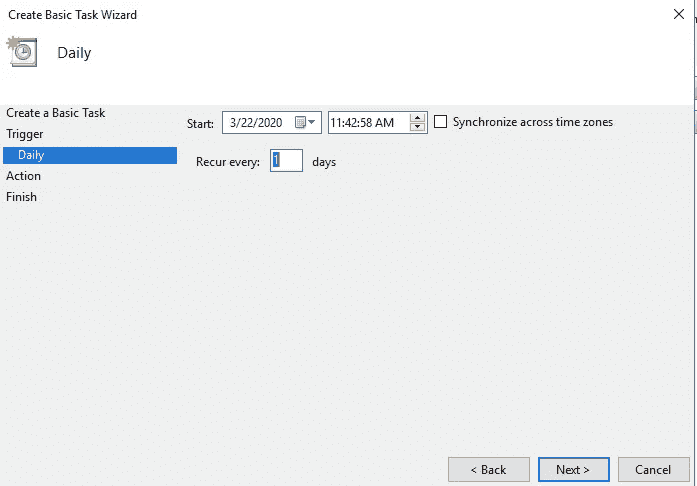 Create Basic Task Wizard
Daily
Create a Basic Task
Trigger
Daily
Action
Finish
Start: 3/22/2020 11:42:58 AM Synchronize across time zones
Recur every: 1 days
< Back Next > Cancel